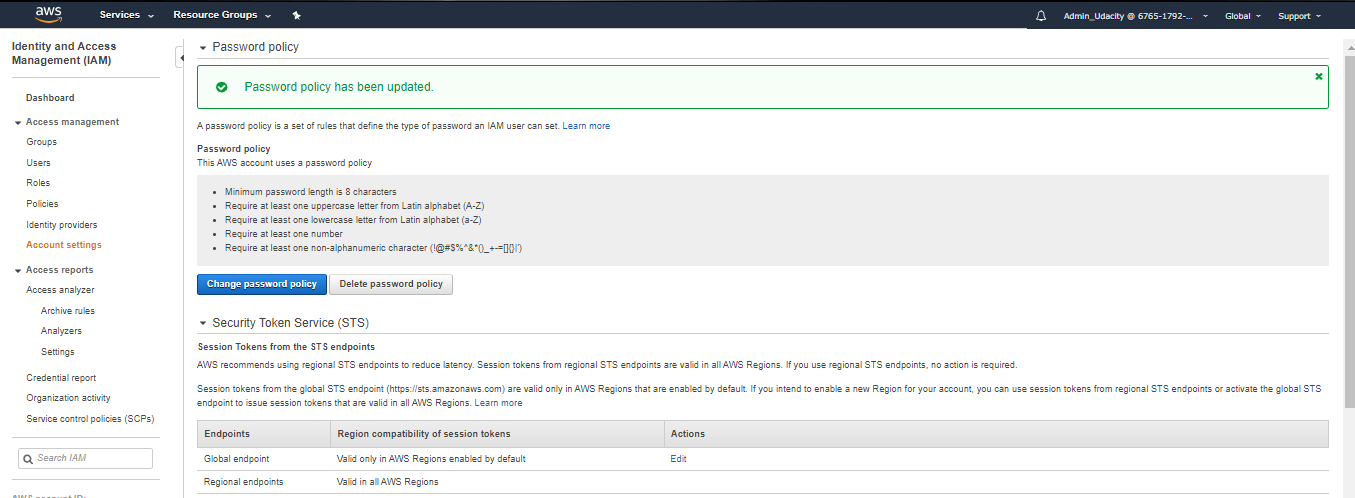 aws
Services
Resource Groups
Admin_Udacity @ 6765-1792-...
Global
Support
Identity and Access
Management (IAM)
Dashboard
Access management
Groups
Users
Roles
Policies
Identity providers
Account settings
Access reports
Access analyzer
Archive rules
Analyzers
Settings
Credential report
Organization activity
Service control policies (SCPs)
Search IAM
AWS account ID:
Password policy
Password policy has been updated.
A password policy is a set of rules that define the type of password an IAM user can set. Learn more
Password policy
This AWS account uses a password policy
• Minimum password length is 8 characters
• Require at least one uppercase letter from Latin alphabet (A-Z)
• Require at least one lowercase letter from Latin alphabet (a-Z)
• Require at least one number
• Require at least one non-alphanumeric character (!@#$%^&*()_+-=[]{}|')
Change password policy
Delete password policy
Security Token Service (STS)
Session Tokens from the STS endpoints
AWS recommends using regional STS endpoints to reduce latency. Session tokens from regional STS endpoints are valid in all AWS Regions. If you use regional STS endpoints, no action is required.
Session tokens from the global STS endpoint (https://sts.amazonaws.com) are valid only in AWS Regions that are enabled by default. If you intend to enable a new Region for your account, you can use session tokens from regional STS endpoints or activate the global STS
endpoint to issue session tokens that are valid in all AWS Regions. Learn more
Endpoints Region compatibility of session tokens Actions
Global endpoint Valid only in AWS Regions enabled by default Edit
Regional endpoints Valid in all AWS Regions